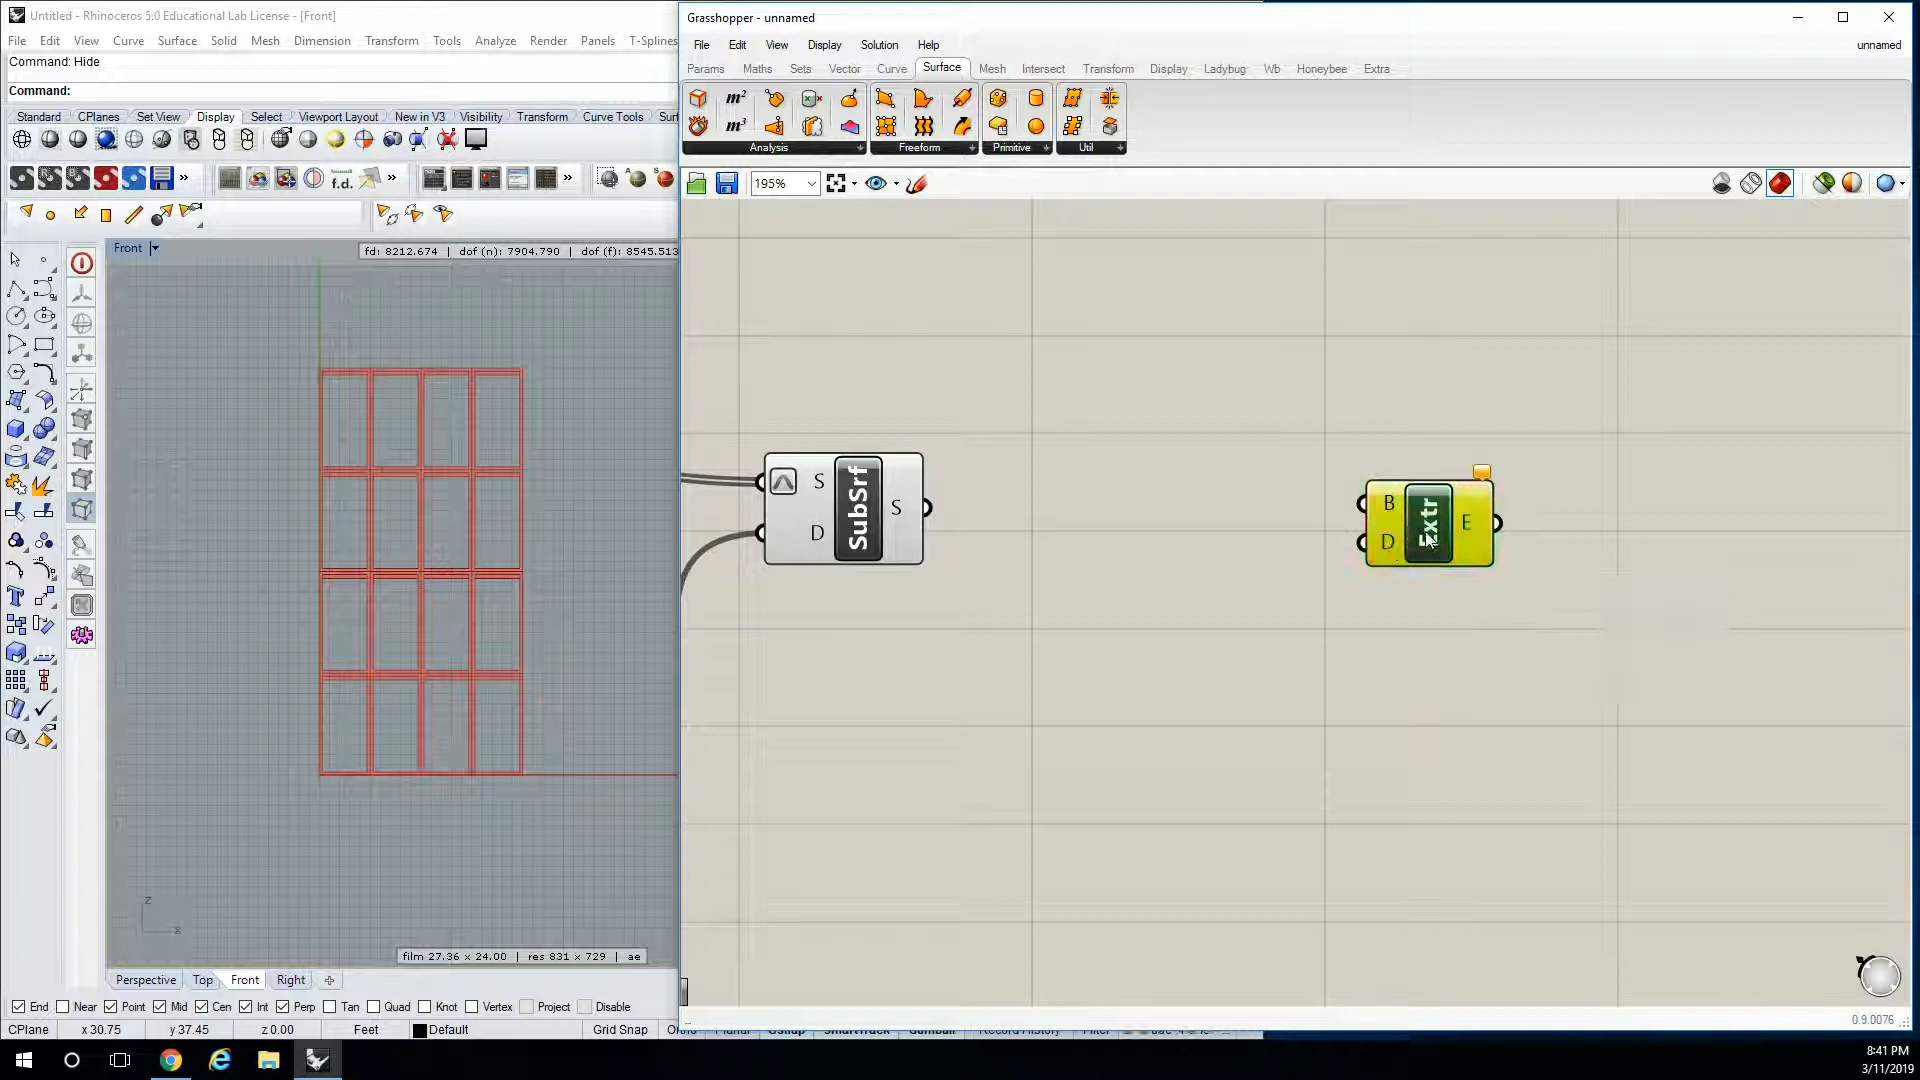 Untitled - Rhinoceros 5.0 Educational Lab License - [Front]
File Edit View Curve Surface Solid Mesh Dimension Transform Tools Analyze Render Panels T-Splines
Command: Hide
Command:
Standard CPlanes Set View Display Select Viewport Layout New in V3 Visibility Transform Curve Tools Surf
f.d.
Front
fd: 8212.674 | dof (n): 7904.790 | dof (f): 8545.513
z
x
film 27.36 x 24.00 | res 831 x 729 | ae
Perspective Top Front Right
End Near Point Mid Cen Int Perp Tan Quad Knot Vertex Project Disable
CPlane x 30.75 y 37.45 z 0.00 Feet Default Grid Snap
Grasshopper - unnamed
File Edit View Display Solution Help
unnamed
Params Maths Sets Vector Curve Surface Mesh Intersect Transform Display Ladybug Wb Honeybee Extra
m²
m³
Analysis Freeform Primitive Util
195%
S
D
SubSrf
S
B
D
Extr
E
0.9.0076
8:41 PM
3/11/2019